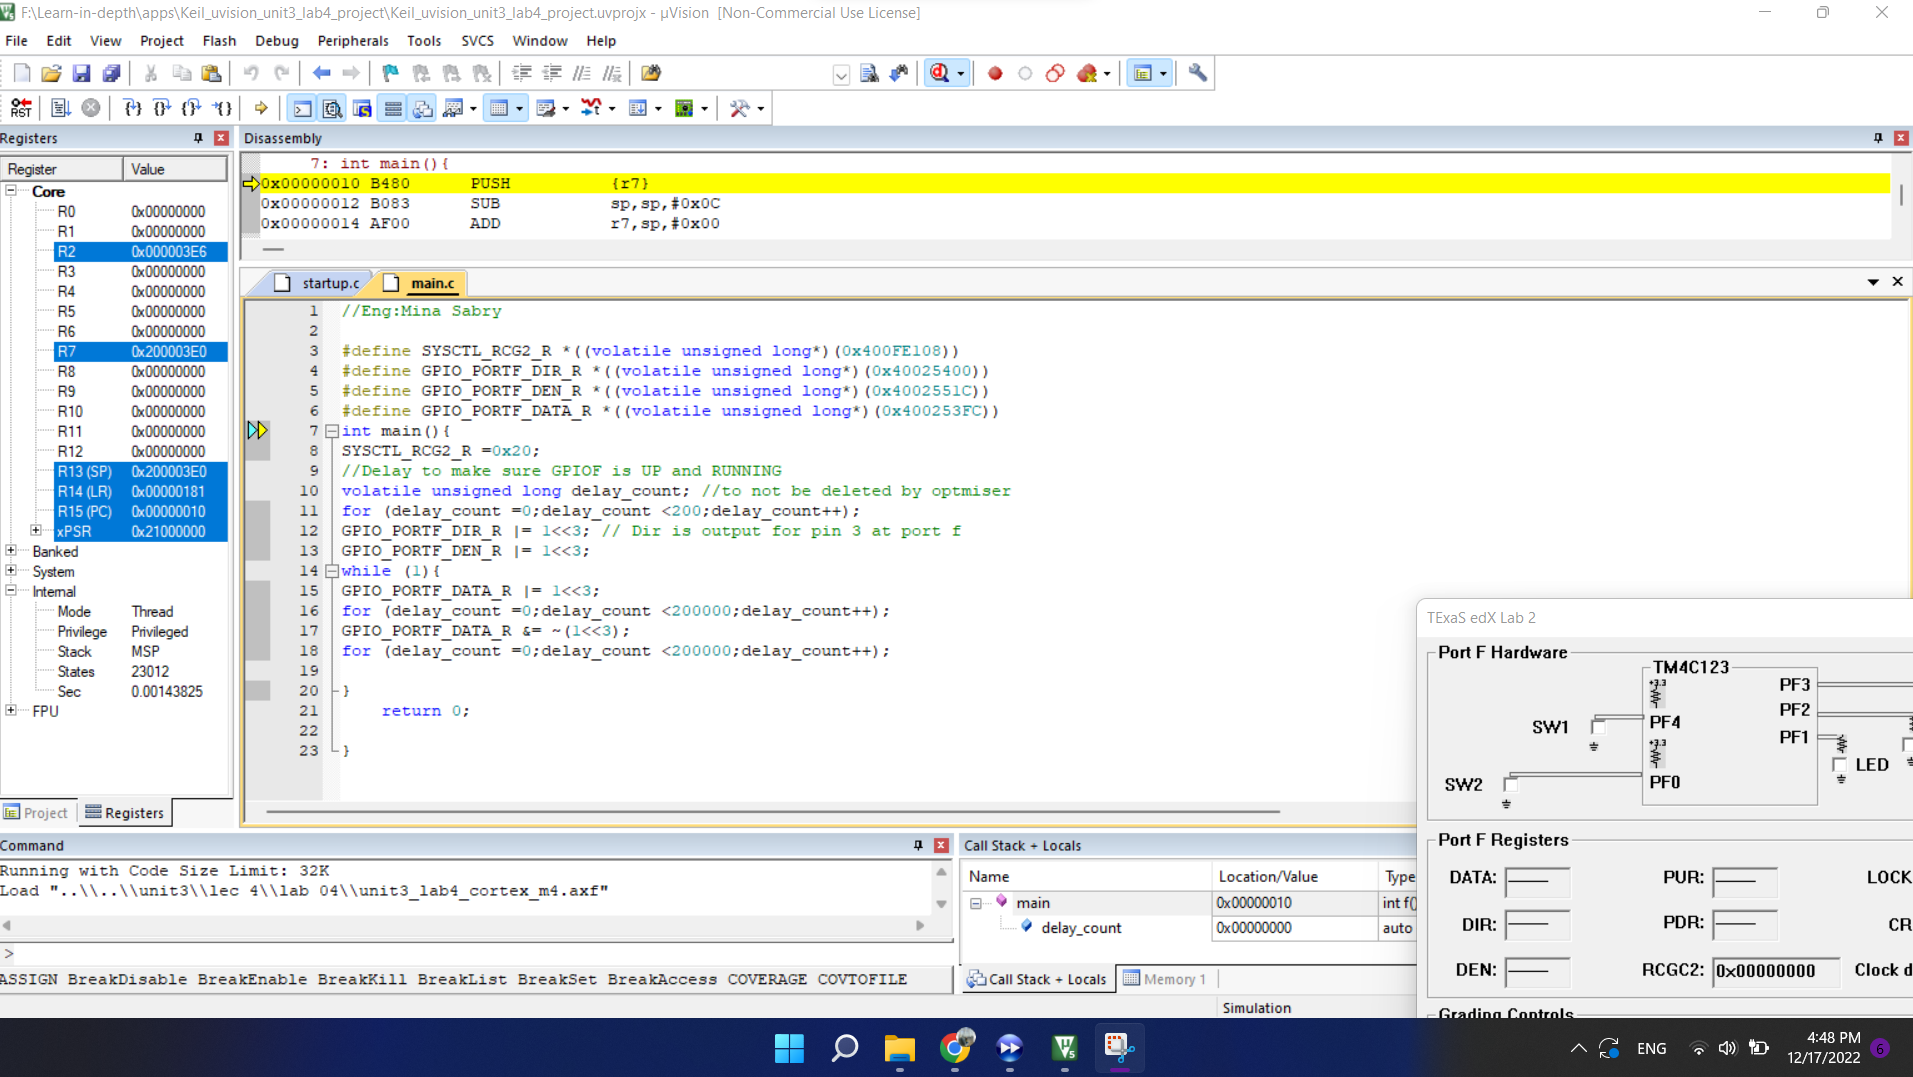 F:\Learn-in-depth\apps\Keil_uvision_unit3_lab4_project\Keil_uvision_unit3_lab4_project.uvprojx - µVision [Non-Commercial Use License]
File Edit View Project Flash Debug Peripherals Tools SVCS Window Help
RST
Registers
Register Value
Core
R0 0x00000000
R1 0x00000000
R2 0x000003E6
R3 0x00000000
R4 0x00000000
R5 0x00000000
R6 0x00000000
R7 0x200003E0
R8 0x00000000
R9 0x00000000
R10 0x00000000
R11 0x00000000
R12 0x00000000
R13 (SP) 0x200003E0
R14 (LR) 0x00000181
R15 (PC) 0x00000010
xPSR 0x21000000
Banked
System
Internal
Mode Thread
Privilege Privileged
Stack MSP
States 23012
Sec 0.00143825
FPU
Project Registers
Disassembly
7: int main(){
0x00000010 B480 PUSH {r7}
0x00000012 B083 SUB sp,sp,#0x0C
0x00000014 AF00 ADD r7,sp,#0x00
startup.c main.c
1 //Eng:Mina Sabry
2
3 #define SYSCTL_RCG2_R *((volatile unsigned long*)(0x400FE108))
4 #define GPIO_PORTF_DIR_R *((volatile unsigned long*)(0x40025400))
5 #define GPIO_PORTF_DEN_R *((volatile unsigned long*)(0x4002551C))
6 #define GPIO_PORTF_DATA_R *((volatile unsigned long*)(0x400253FC))
7 int main(){
8 SYSCTL_RCG2_R =0x20;
9 //Delay to make sure GPIOF is UP and RUNNING
10 volatile unsigned long delay_count; //to not be deleted by optmiser
11 for (delay_count =0;delay_count <200;delay_count++);
12 GPIO_PORTF_DIR_R |= 1<<3; // Dir is output for pin 3 at port f
13 GPIO_PORTF_DEN_R |= 1<<3;
14 while (1){
15 GPIO_PORTF_DATA_R |= 1<<3;
16 for (delay_count =0;delay_count <200000;delay_count++);
17 GPIO_PORTF_DATA_R &= ~(1<<3);
18 for (delay_count =0;delay_count <200000;delay_count++);
19
20 }
21 return 0;
22
23 }
Command
Running with Code Size Limit: 32K
Load "..\\..\\unit3\\lec 4\\lab 04\\unit3_lab4_cortex_m4.axf"
>
ASSIGN BreakDisable BreakEnable BreakKill BreakList BreakSet BreakAccess COVERAGE COVTOFILE
Call Stack + Locals
Name Location/Value Type
main 0x00000010 int f()
delay_count 0x00000000 auto
Call Stack + Locals Memory 1
Simulation
TExaS edX Lab 2
Port F Hardware
TM4C123
+3.3
PF3
PF2
SW1 PF4
PF1
+3.3
LED
SW2 PF0
Port F Registers
DATA: PUR: LOCK
DIR: PDR: CR
DEN: RCGC2: 0x00000000 Clock d
Grading Controls
ENG
4:48 PM
12/17/2022
6